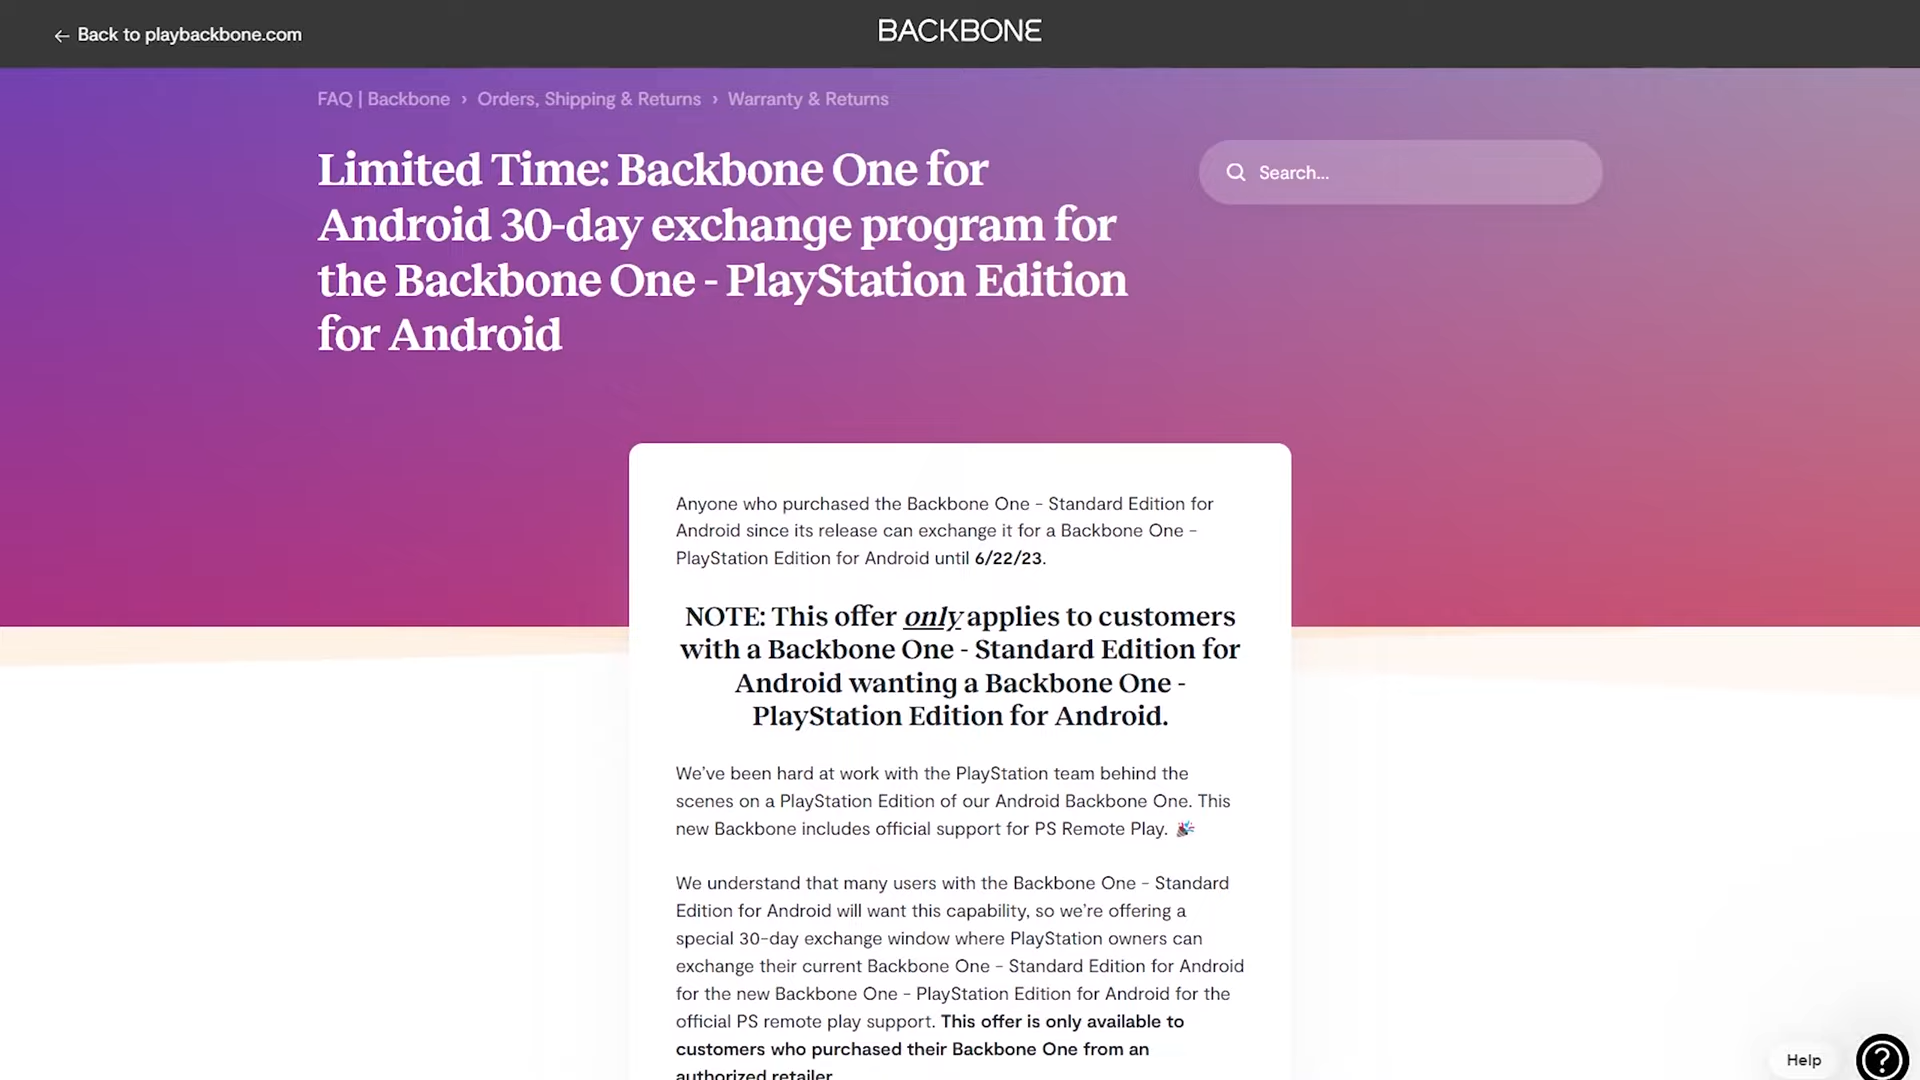 ← Back to playbackbone.com
BACKBONE
FAQ | Backbone › Orders, Shipping & Returns › Warranty & Returns
Limited Time: Backbone One for
Android 30-day exchange program for
the Backbone One - PlayStation Edition
for Android
Search...
Anyone who purchased the Backbone One – Standard Edition for
Android since its release can exchange it for a Backbone One –
PlayStation Edition for Android until 6/22/23.
NOTE: This offer only applies to customers
with a Backbone One - Standard Edition for
Android wanting a Backbone One -
PlayStation Edition for Android.
We’ve been hard at work with the PlayStation team behind the
scenes on a PlayStation Edition of our Android Backbone One. This
new Backbone includes official support for PS Remote Play. 🎉
We understand that many users with the Backbone One – Standard
Edition for Android will want this capability, so we’re offering a
special 30-day exchange window where PlayStation owners can
exchange their current Backbone One – Standard Edition for Android
for the new Backbone One – PlayStation Edition for Android for the
official PS remote play support. This offer is only available to
customers who purchased their Backbone One from an
authorized retailer
Help
?